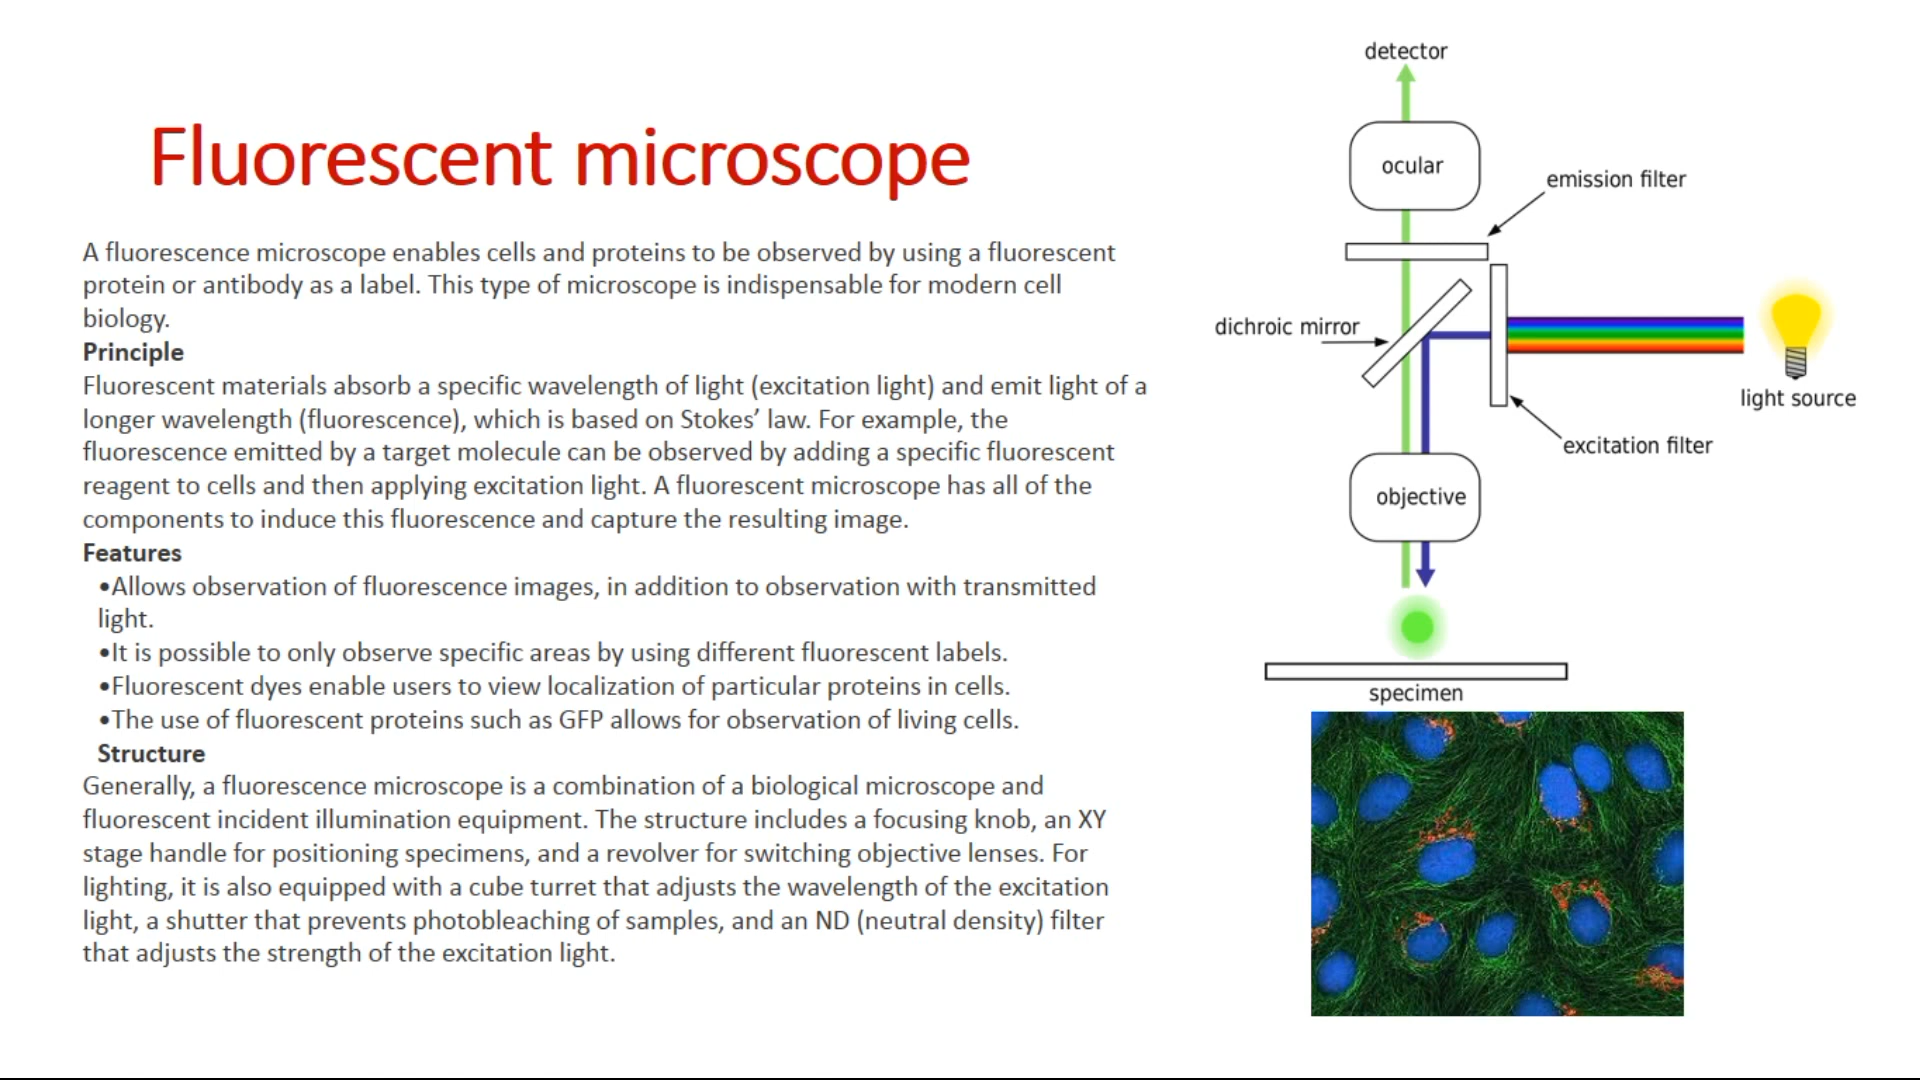 Fluorescent microscope
A fluorescence microscope enables cells and proteins to be observed by using a fluorescent
protein or antibody as a label. This type of microscope is indispensable for modern cell
biology.
Principle
Fluorescent materials absorb a specific wavelength of light (excitation light) and emit light of a
longer wavelength (fluorescence), which is based on Stokes’ law. For example, the
fluorescence emitted by a target molecule can be observed by adding a specific fluorescent
reagent to cells and then applying excitation light. A fluorescent microscope has all of the
components to induce this fluorescence and capture the resulting image.
Features
•Allows observation of fluorescence images, in addition to observation with transmitted
light.
•It is possible to only observe specific areas by using different fluorescent labels.
•Fluorescent dyes enable users to view localization of particular proteins in cells.
•The use of fluorescent proteins such as GFP allows for observation of living cells.
Structure
Generally, a fluorescence microscope is a combination of a biological microscope and
fluorescent incident illumination equipment. The structure includes a focusing knob, an XY
stage handle for positioning specimens, and a revolver for switching objective lenses. For
lighting, it is also equipped with a cube turret that adjusts the wavelength of the excitation
light, a shutter that prevents photobleaching of samples, and an ND (neutral density) filter
that adjusts the strength of the excitation light.
detector
ocular
emission filter
dichroic mirror
light source
excitation filter
objective
specimen